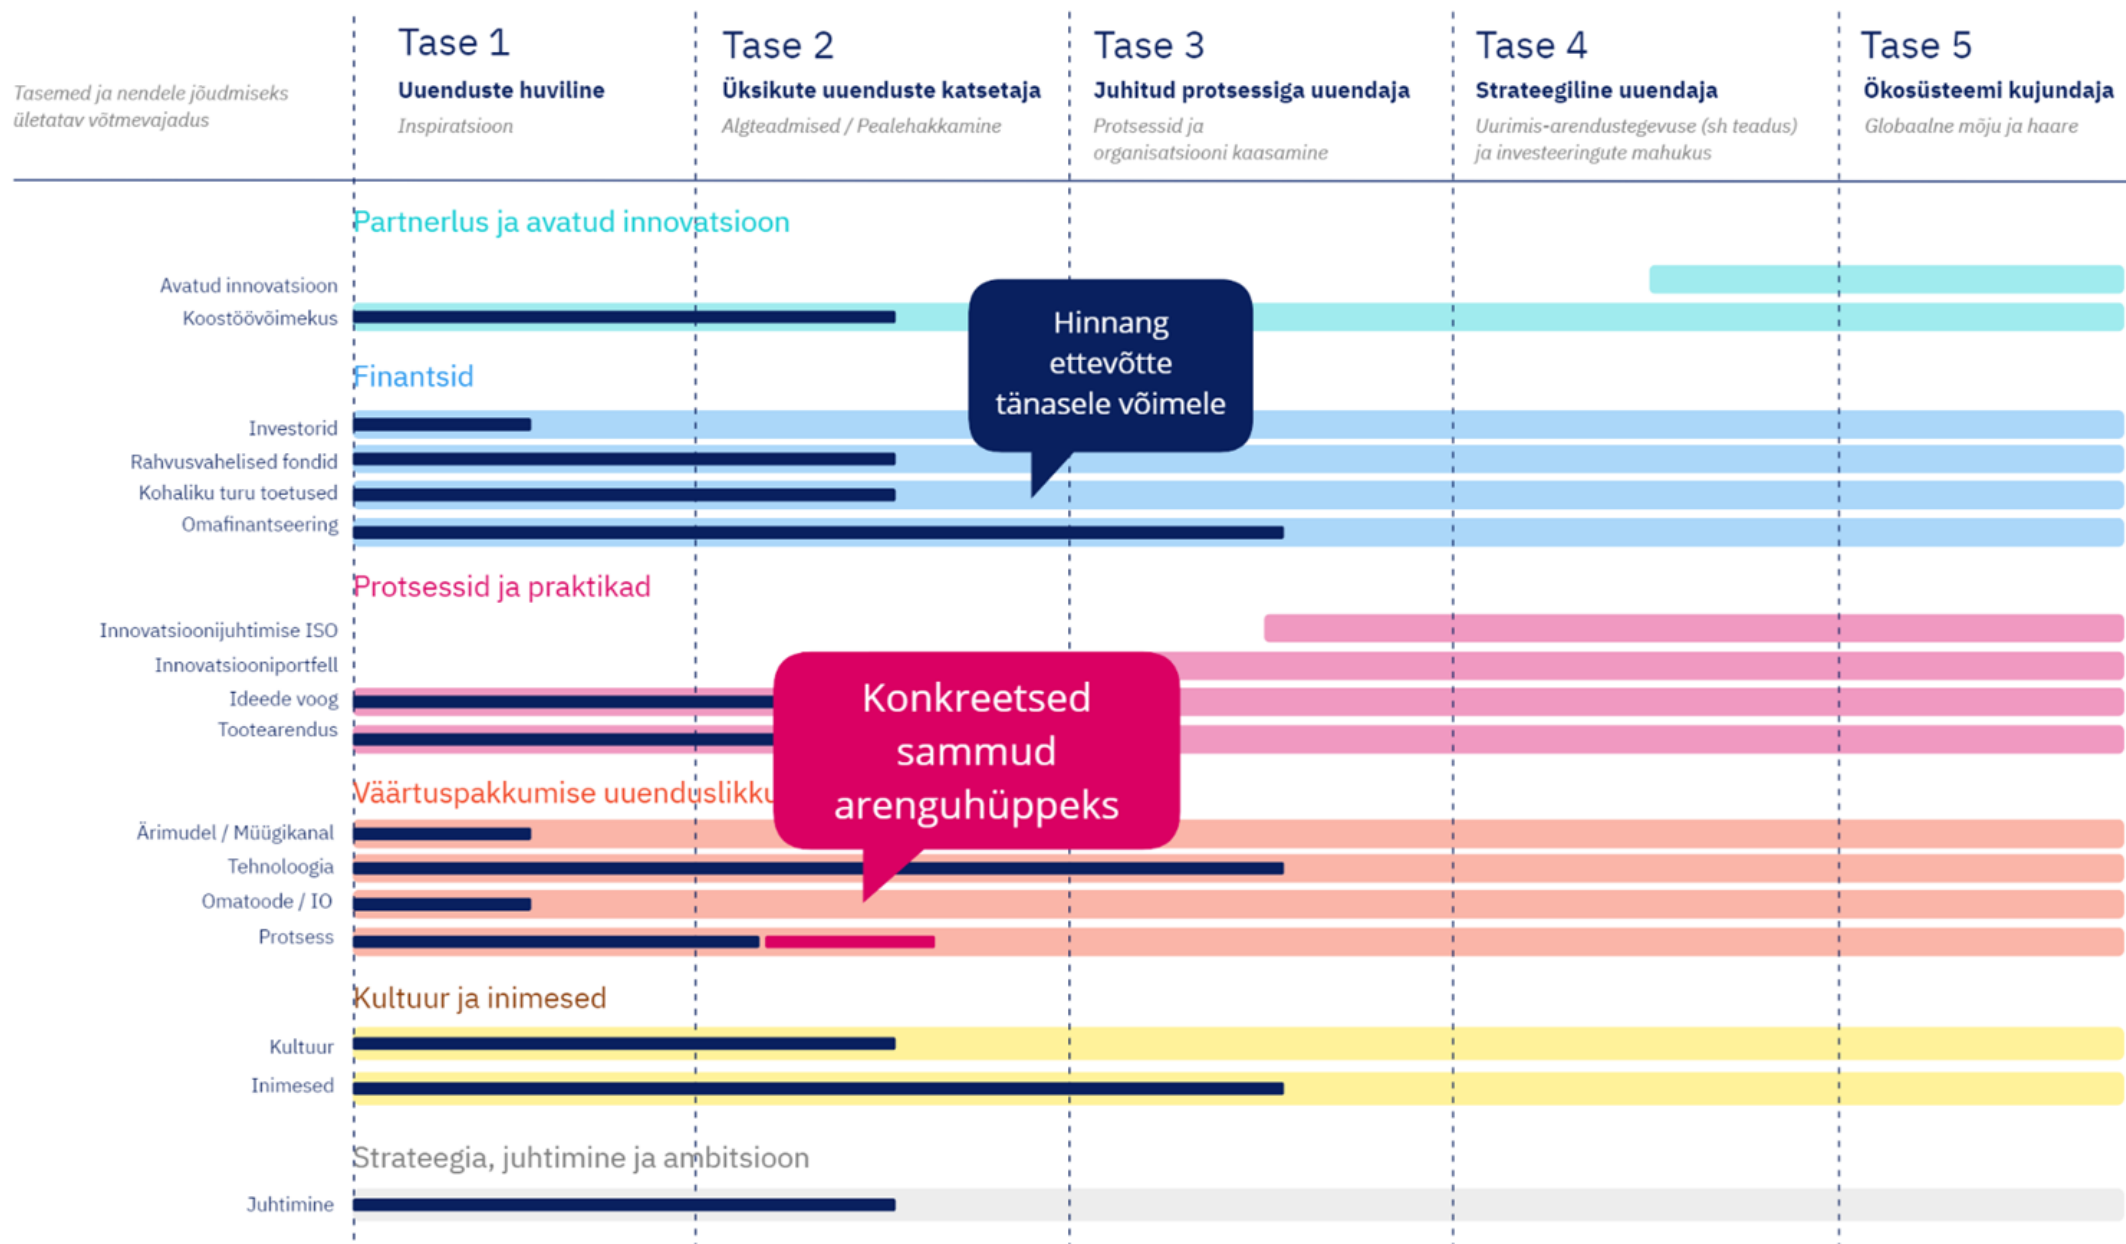 Tasemed ja nendele jõudmiseks
ületatav võtmevajadus
Tase 1
Uuenduste huviline
Inspiratsioon
Tase 2
Üksikute uuenduste katsetaja
Algteadmised / Pealehakkamine
Tase 3
Juhitud protsessiga uuendaja
Protsessid ja
organisatsiooni kaasamine
Tase 4
Strateegiline uuendaja
Uurimis-arendustegevuse (sh teadus)
ja investeeringute mahukus
Tase 5
Ökosüsteemi kujundaja
Globaalne mõju ja haare
Partnerlus ja avatud innovatsioon
Avatud innovatsioon
Koostöövõimekus
Hinnang
ettevõtte
tänasele võimele
Finantsid
Investorid
Rahvusvahelised fondid
Kohaliku turu toetused
Omafinantseering
Protsessid ja praktikad
Innovatsioonijuhtimise ISO
Innovatsiooniportfell
Ideede voog
Tootearendus
Konkreetsed
sammud
arenguhüppeks
Väärtuspakkumise uuenduslikku
Ärimudel / Müügikanal
Tehnoloogia
Omatoode / IO
Protsess
Kultuur ja inimesed
Kultuur
Inimesed
Strateegia, juhtimine ja ambitsioon
Juhtimine